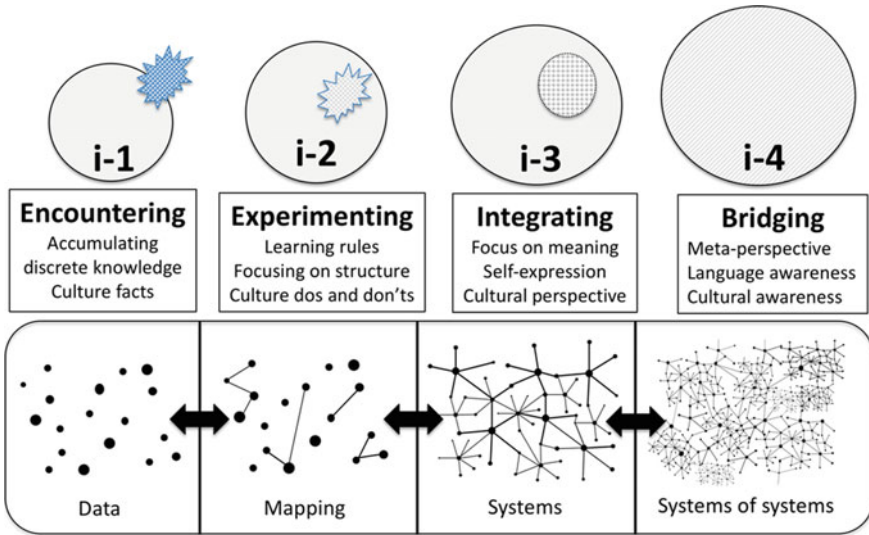 i-1
i-2
i-3
i-4
Encountering
Accumulating
discrete knowledge
Culture facts
Experimenting
Learning rules
Focusing on structure
Culture dos and don'ts
Integrating
Focus on meaning
Self-expression
Cultural perspective
Bridging
Meta-perspective
Language awareness
Cultural awareness
Data
Mapping
Systems
Systems of systems